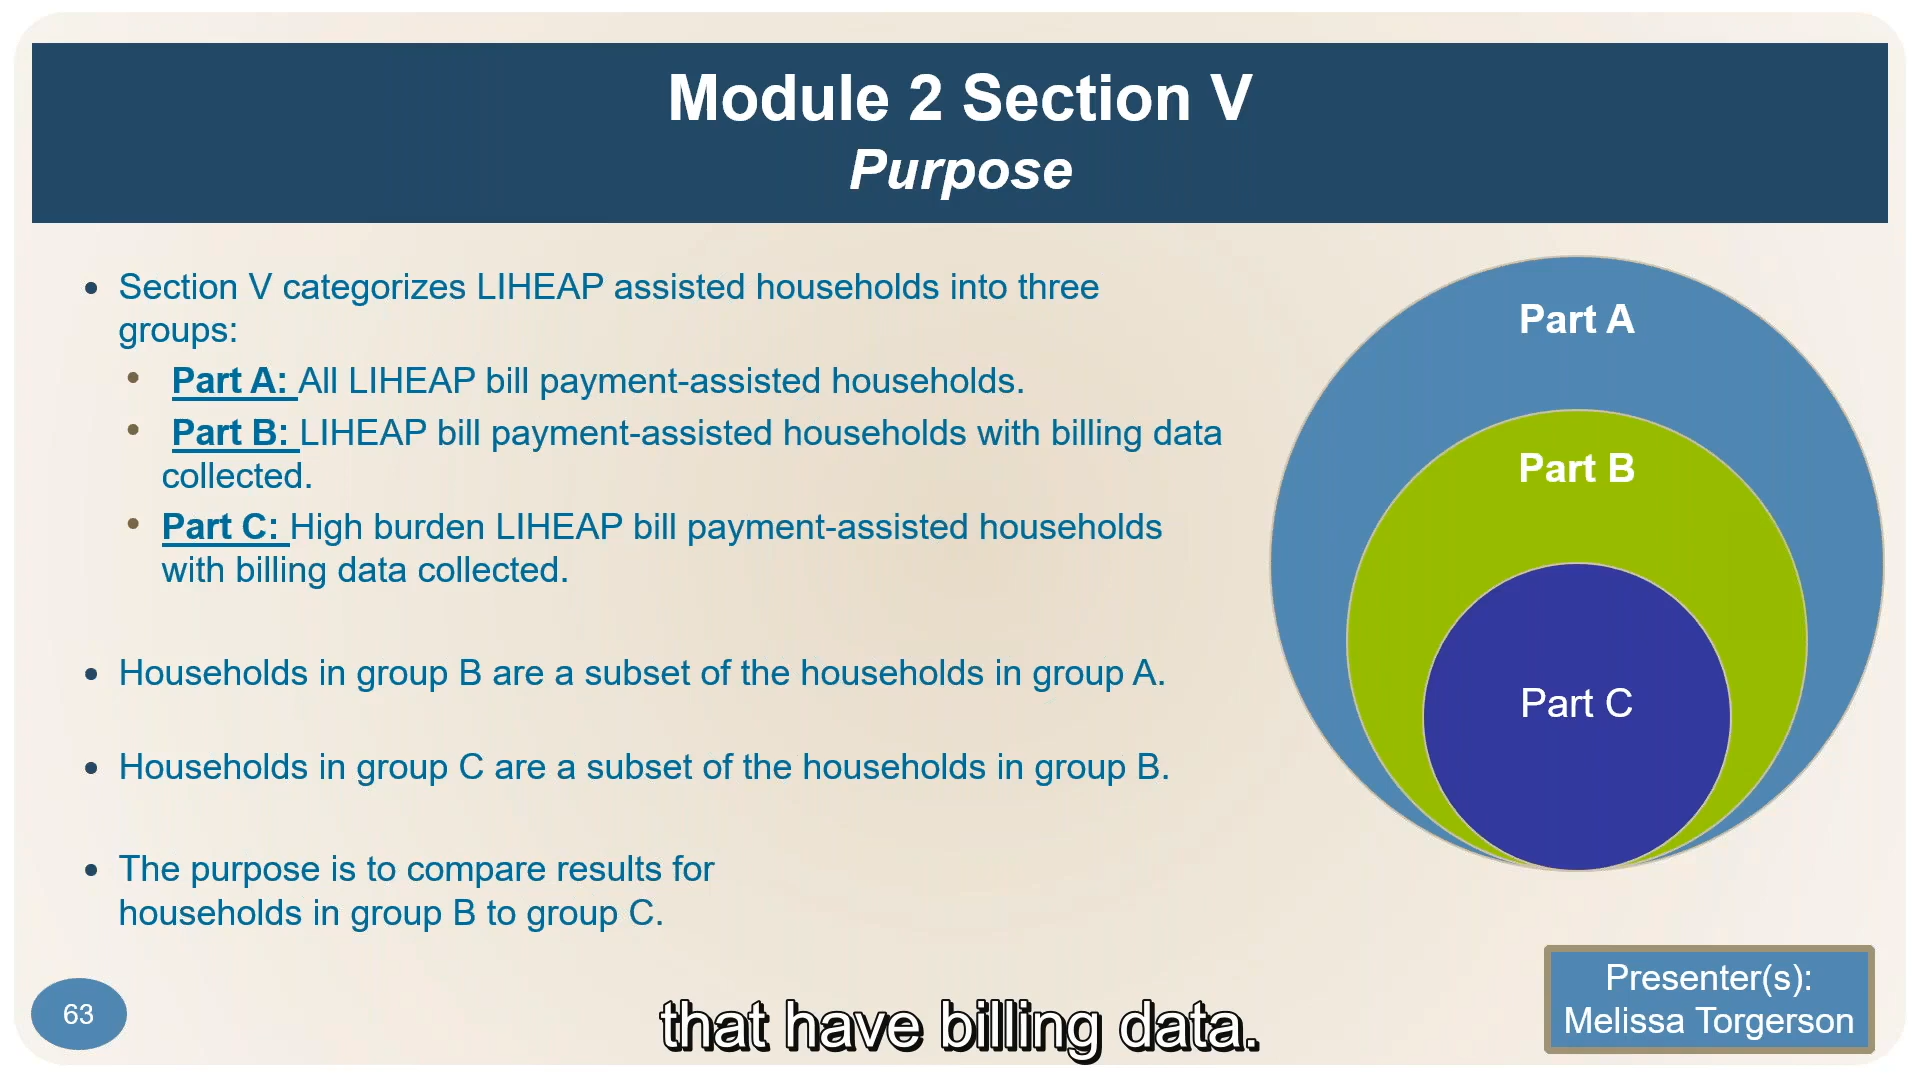 Module 2 Section V
Purpose
• Section V categorizes LIHEAP assisted households into three
groups:
• Part A: All LIHEAP bill payment-assisted households.
• Part B: LIHEAP bill payment-assisted households with billing data
collected.
• Part C: High burden LIHEAP bill payment-assisted households
with billing data collected.
• Households in group B are a subset of the households in group A.
• Households in group C are a subset of the households in group B.
• The purpose is to compare results for
households in group B to group C.
Part A
Part B
Part C
Presenter(s):
Melissa Torgerson
63
that have billing data.